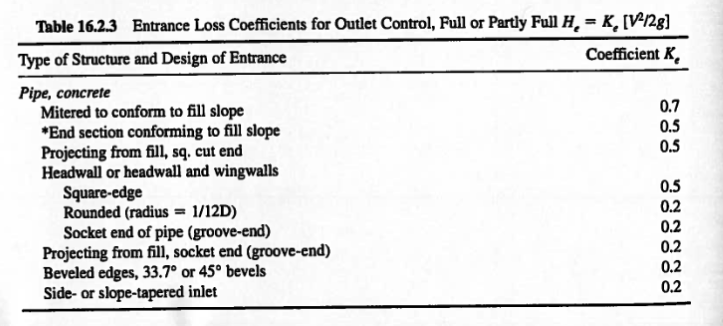 Table 16.2.3 Entrance Loss Coefficients for Outlet Control, Full or Partly Full Hₑ = Kₑ [V²/2g]
Type of Structure and Design of Entrance Coefficient Kₑ
Pipe, concrete
Mitered to conform to fill slope 0.7
*End section conforming to fill slope 0.5
Projecting from fill, sq. cut end 0.5
Headwall or headwall and wingwalls
Square-edge 0.5
Rounded (radius = 1/12D) 0.2
Socket end of pipe (groove-end) 0.2
Projecting from fill, socket end (groove-end) 0.2
Beveled edges, 33.7° or 45° bevels 0.2
Side- or slope-tapered inlet 0.2